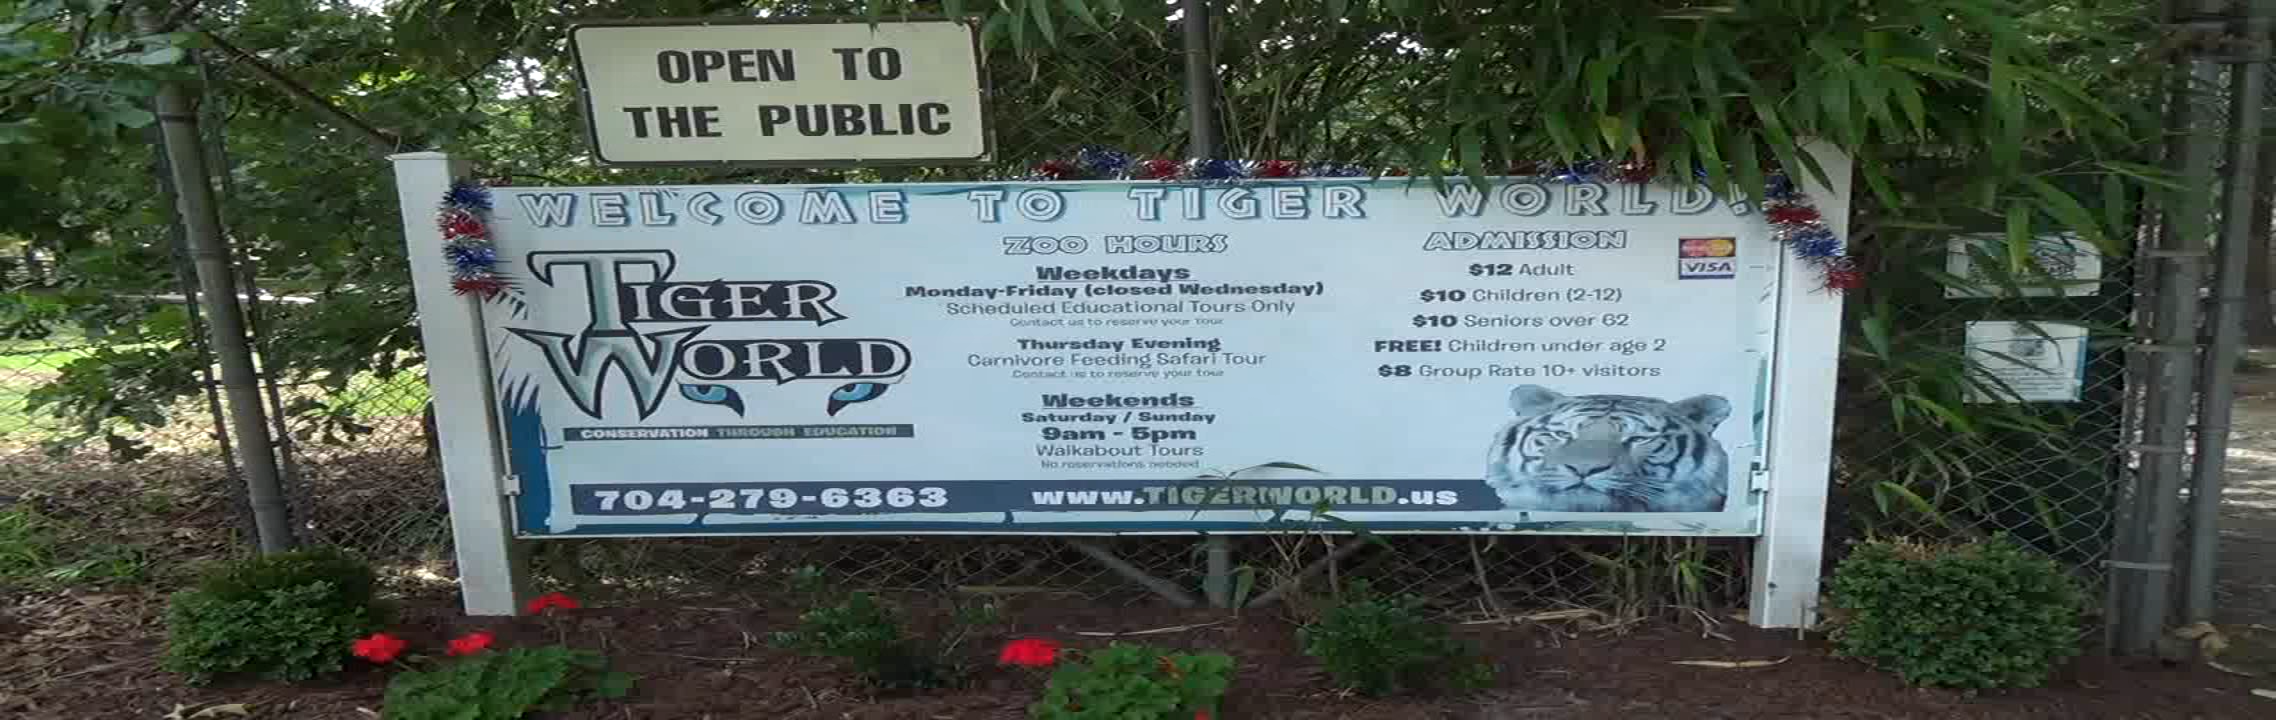 OPEN TO
THE PUBLIC
WELCOME TO TIGER WORLD!
TIGER
WORLD
CONSERVATION THROUGH EDUCATION
ZOO HOURS
Weekdays
Monday-Friday (closed Wednesday)
Scheduled Educational Tours Only
Contact us to reserve your tour
Thursday Evening
Carnivore Feeding Safari Tour
Contact us to reserve your tour
Weekends
Saturday / Sunday
9am - 5pm
Walkabout Tours
No reservations needed
ADMISSION
VISA
$12 Adult
$10 Children (2-12)
$10 Seniors over 62
FREE! Children under age 2
$8 Group Rate 10+ visitors
704-279-6363
www.TIGERWORLD.us